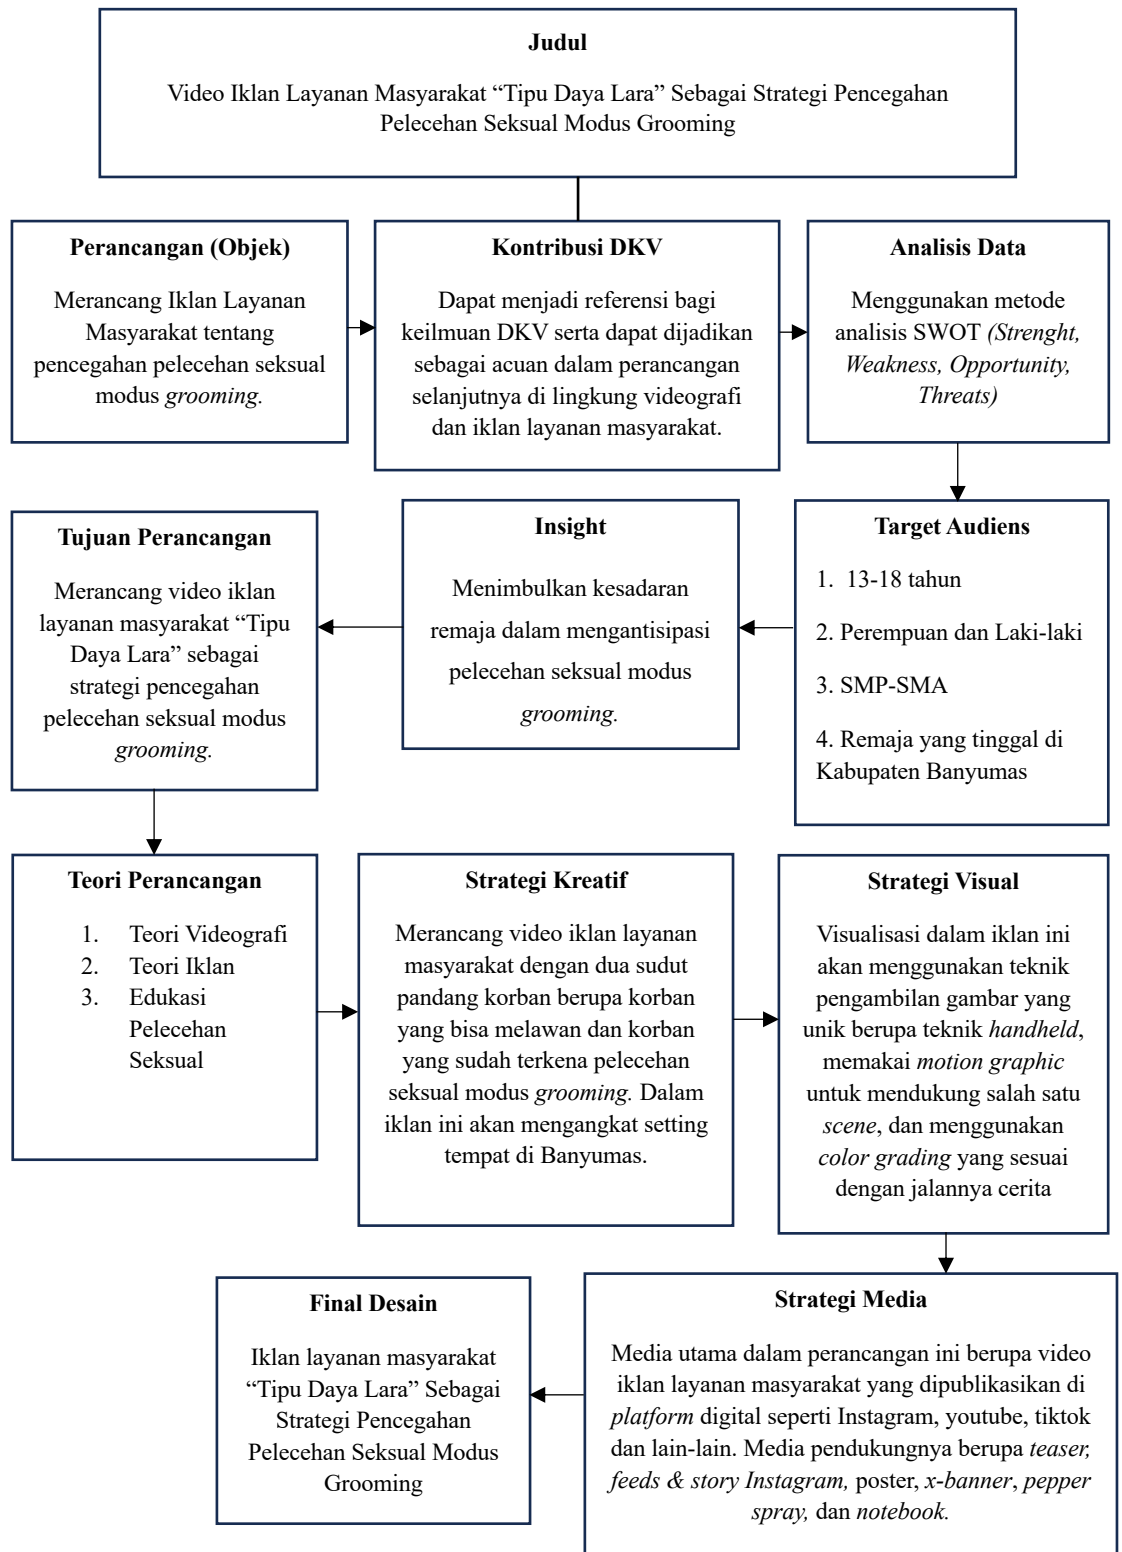 Judul
Video Iklan Layanan Masyarakat “Tipu Daya Lara” Sebagai Strategi Pencegahan
Pelecehan Seksual Modus Grooming
Perancangan (Objek)
Merancang Iklan Layanan
Masyarakat tentang
pencegahan pelecehan seksual
modus grooming.
Kontribusi DKV
Dapat menjadi referensi bagi
keilmuan DKV serta dapat dijadikan
sebagai acuan dalam perancangan
selanjutnya di lingkung videografi
dan iklan layanan masyarakat.
Analisis Data
Menggunakan metode
analisis SWOT (Strenght,
Weakness, Opportunity,
Threats)
Target Audiens
1. 13-18 tahun
2. Perempuan dan Laki-laki
3. SMP-SMA
4. Remaja yang tinggal di
Kabupaten Banyumas
Insight
Menimbulkan kesadaran
remaja dalam mengantisipasi
pelecehan seksual modus
grooming.
Tujuan Perancangan
Merancang video iklan
layanan masyarakat “Tipu
Daya Lara” sebagai
strategi pencegahan
pelecehan seksual modus
grooming.
Teori Perancangan
1. Teori Videografi
2. Teori Iklan
3. Edukasi
Pelecehan
Seksual
Strategi Kreatif
Merancang video iklan layanan
masyarakat dengan dua sudut
pandang korban berupa korban
yang bisa melawan dan korban
yang sudah terkena pelecehan
seksual modus grooming. Dalam
iklan ini akan mengangkat setting
tempat di Banyumas.
Strategi Visual
Visualisasi dalam iklan ini
akan menggunakan teknik
pengambilan gambar yang
unik berupa teknik handheld,
memakai motion graphic
untuk mendukung salah satu
scene, dan menggunakan
color grading yang sesuai
dengan jalannya cerita
Strategi Media
Media utama dalam perancangan ini berupa video
iklan layanan masyarakat yang dipublikasikan di
platform digital seperti Instagram, youtube, tiktok
dan lain-lain. Media pendukungnya berupa teaser,
feeds & story Instagram, poster, x-banner, pepper
spray, dan notebook.
Final Desain
Iklan layanan masyarakat
“Tipu Daya Lara” Sebagai
Strategi Pencegahan
Pelecehan Seksual Modus
Grooming